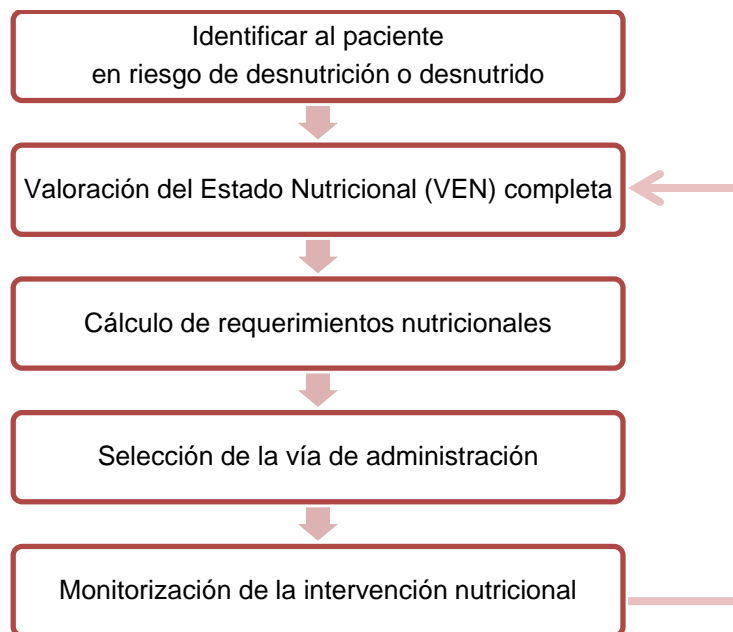 Identificar al paciente
en riesgo de desnutrición o desnutrido
Valoración del Estado Nutricional (VEN) completa
Cálculo de requerimientos nutricionales
Selección de la vía de administración
Monitorización de la intervención nutricional